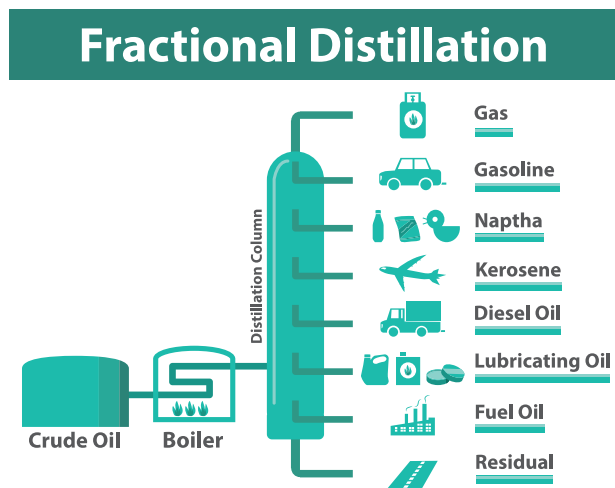 Fractional Distillation
Gas
Gasoline
Naptha
Kerosene
Diesel Oil
Lubricating Oil
Fuel Oil
Residual
Distillation Column
Crude Oil
Boiler